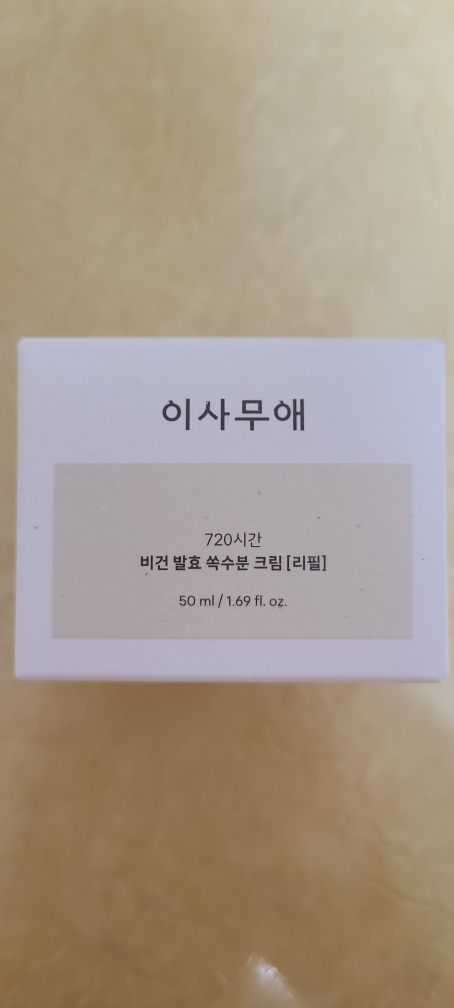 이사무애
720시간
비건 발효 쏙수분 크림 [리필]
50 ml / 1.69 fl. oz.